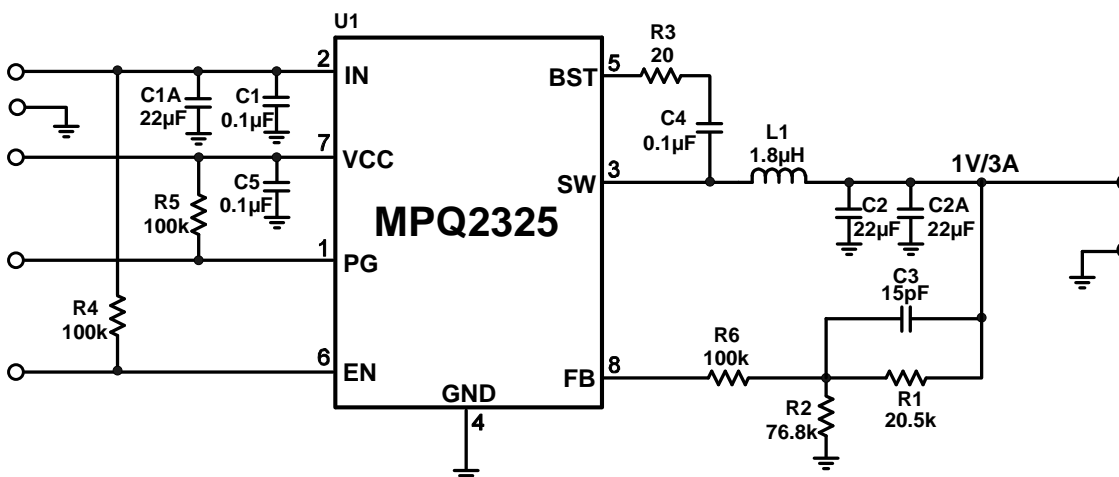 U1
R3
20
2
IN
5
BST
C1A
22µF
C1
0.1µF
C4
0.1µF
L1
1.8µH
7
VCC
3
SW
1V/3A
C5
0.1µF
R5
100k
MPQ2325
C2
22µF
C2A
22µF
1
PG
C3
15pF
R4
100k
R6
100k
6
EN
8
FB
GND
4
R2
76.8k
R1
20.5k